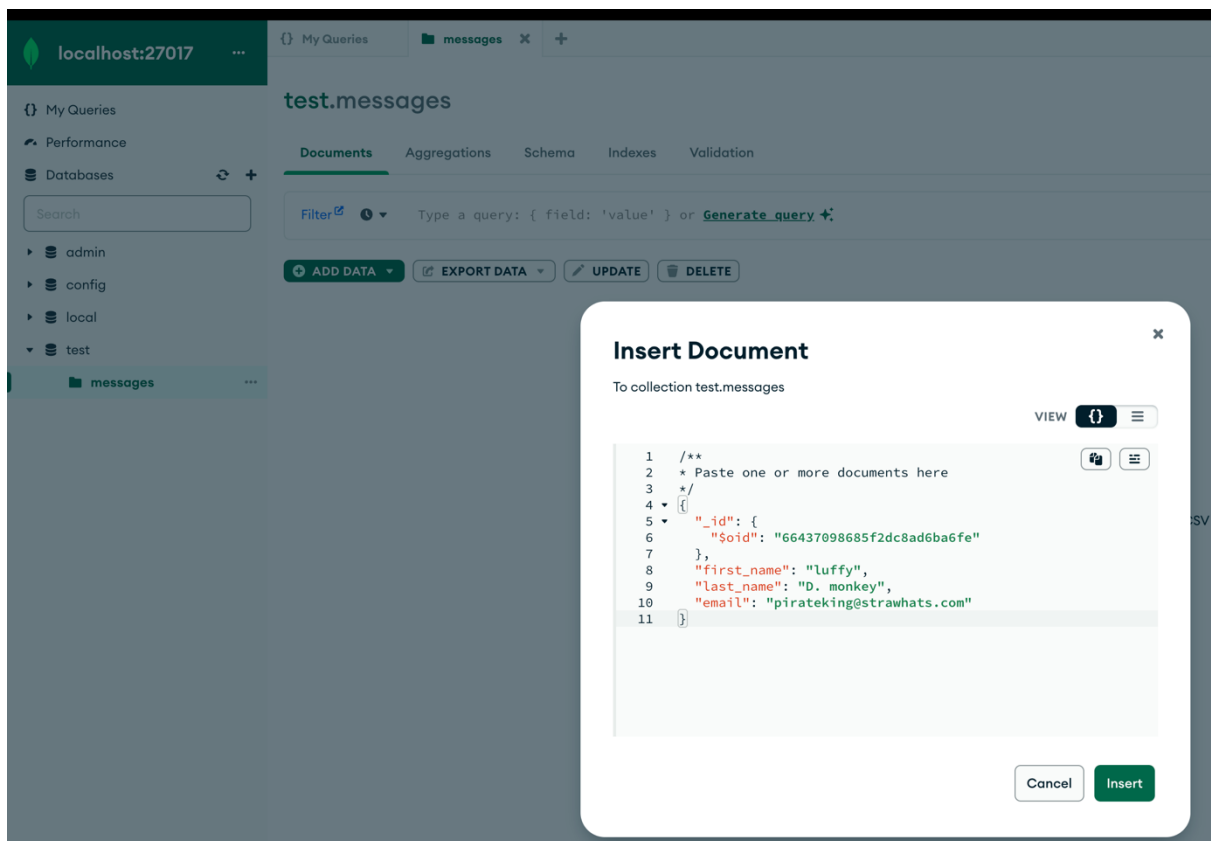 localhost:27017 ...
{} My Queries
messages
My Queries
Performance
Databases
Search
admin
config
local
test
messages ...
test.messages
Documents Aggregations Schema Indexes Validation
Filter Type a query: { field: 'value' } or Generate query
ADD DATA EXPORT DATA UPDATE DELETE
Insert Document
To collection test.messages
VIEW {}
1 /**
2 * Paste one or more documents here
3 */
4 {
5 "_id": {
6 "$oid": "66437098685f2dc8ad6ba6fe"
7 },
8 "first_name": "luffy",
9 "last_name": "D. monkey",
10 "email": "pirateking@strawhats.com"
11 }
SV
Cancel Insert